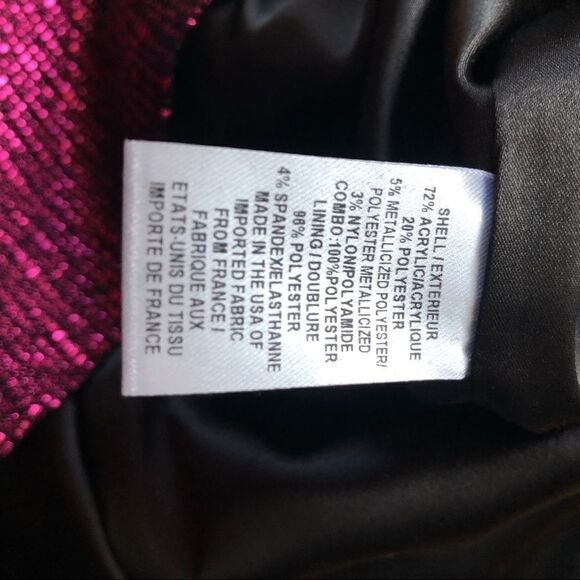 SHELL / EXTERIEUR
72% ACRYLIC/ACRYLIQUE
20% POLYESTER
5% METALLICIZED POLYESTER/
POLYESTER METALLICIZED
3% NYLON/POLYAMIDE
COMBO:100%POLYESTER
LINING / DOUBLURE
96% POLYESTER
4% SPANDEX/ELASTHANNE
MADE IN THE USA OF
IMPORTED FABRIC
FROM FRANCE /
FABRIQUE AUX
ETATS-UNIS DU TISSU
IMPORTE DE FRANCE